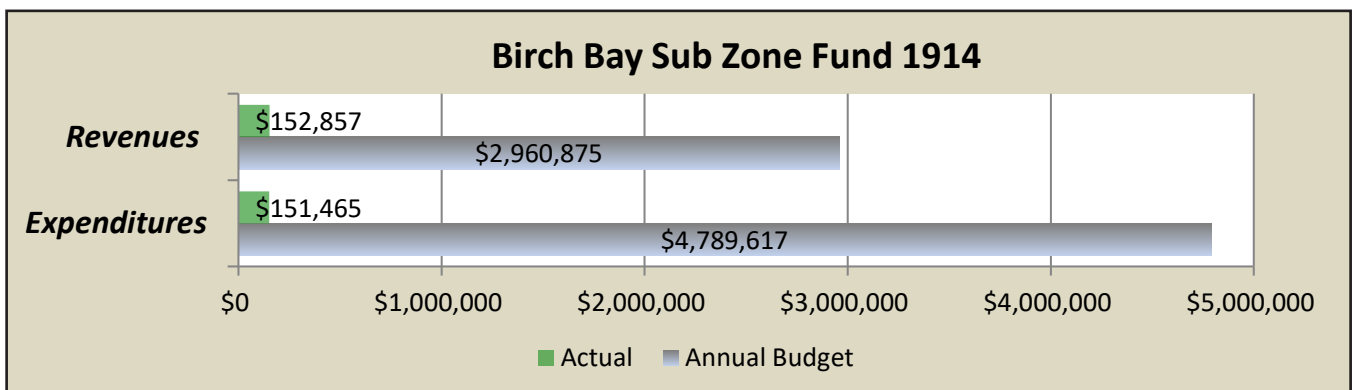 Birch Bay Sub Zone Fund 1914
Revenues
$152,857
$2,960,875
Expenditures
$151,465
$4,789,617
$0 $1,000,000 $2,000,000 $3,000,000 $4,000,000 $5,000,000
Actual Annual Budget